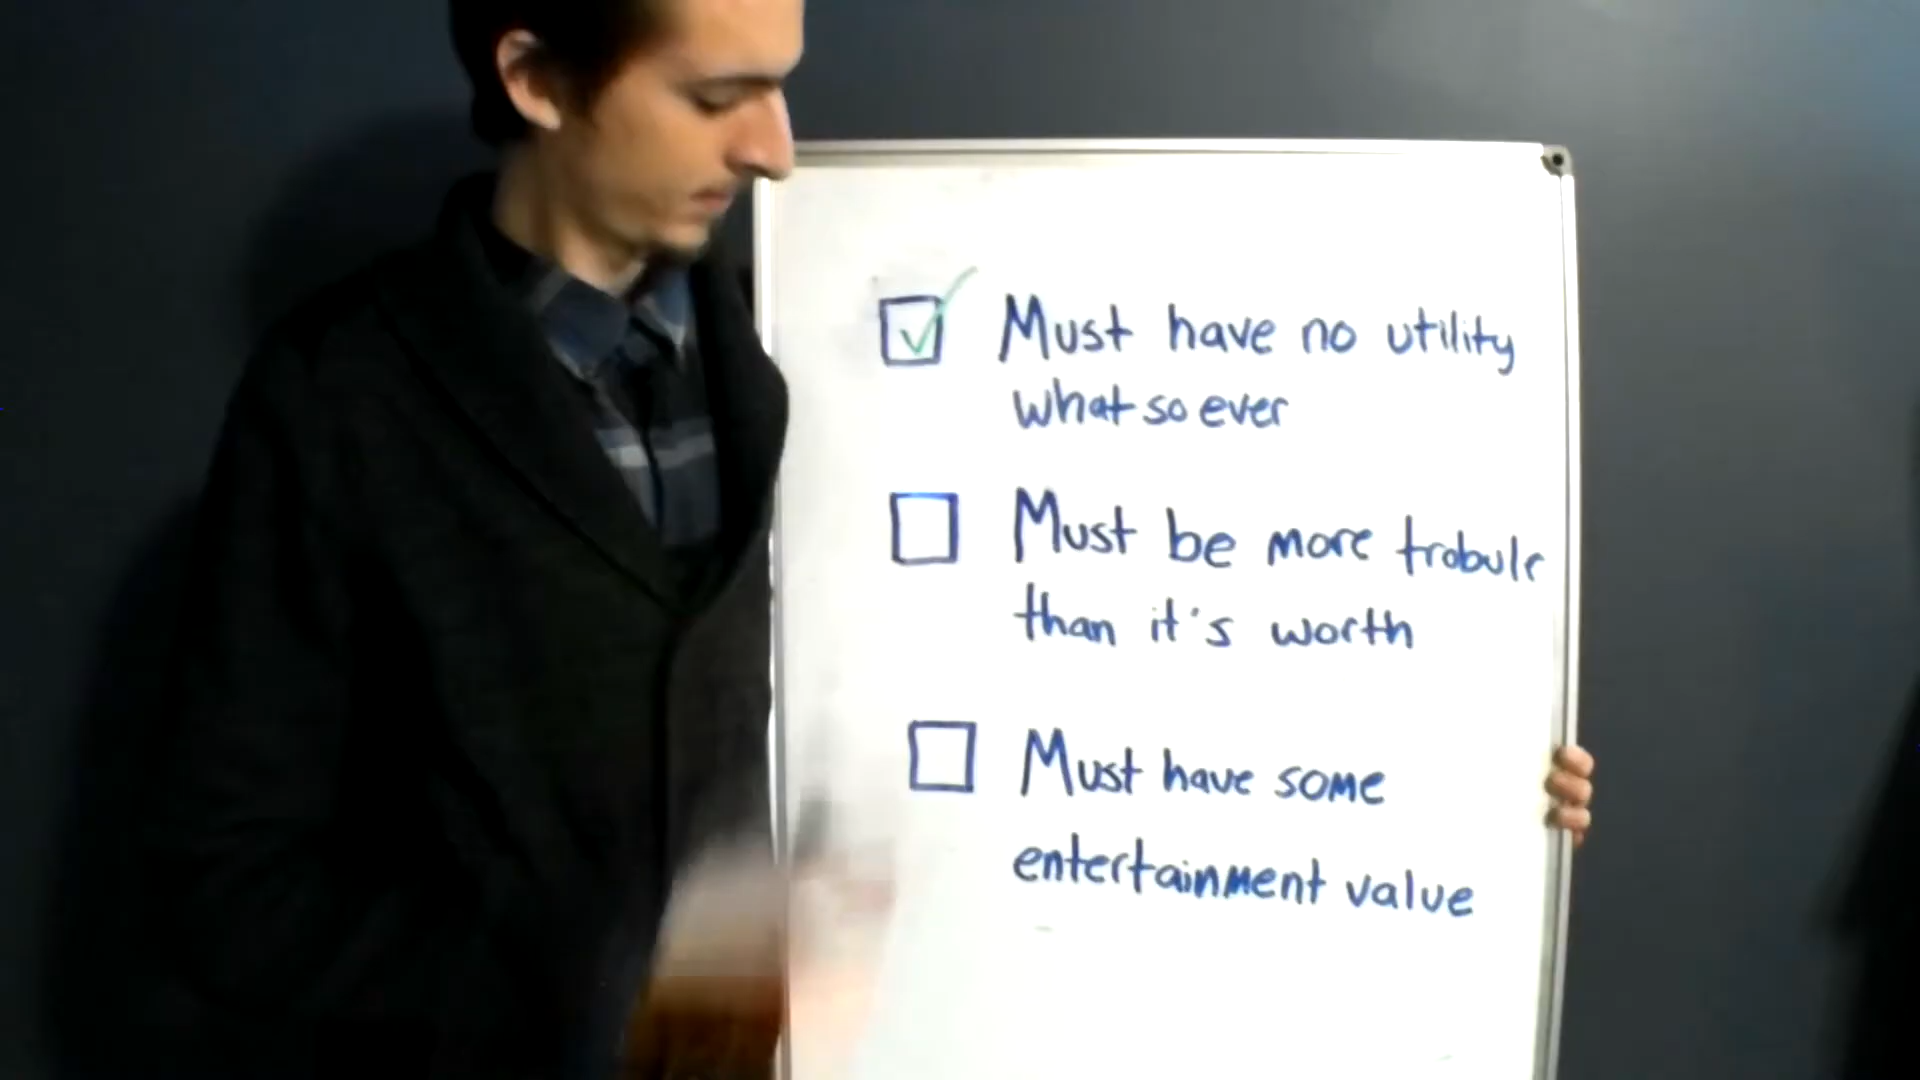 Must have no utility
what so ever
Must be more trobule
than it's worth
Must have some
entertainment value